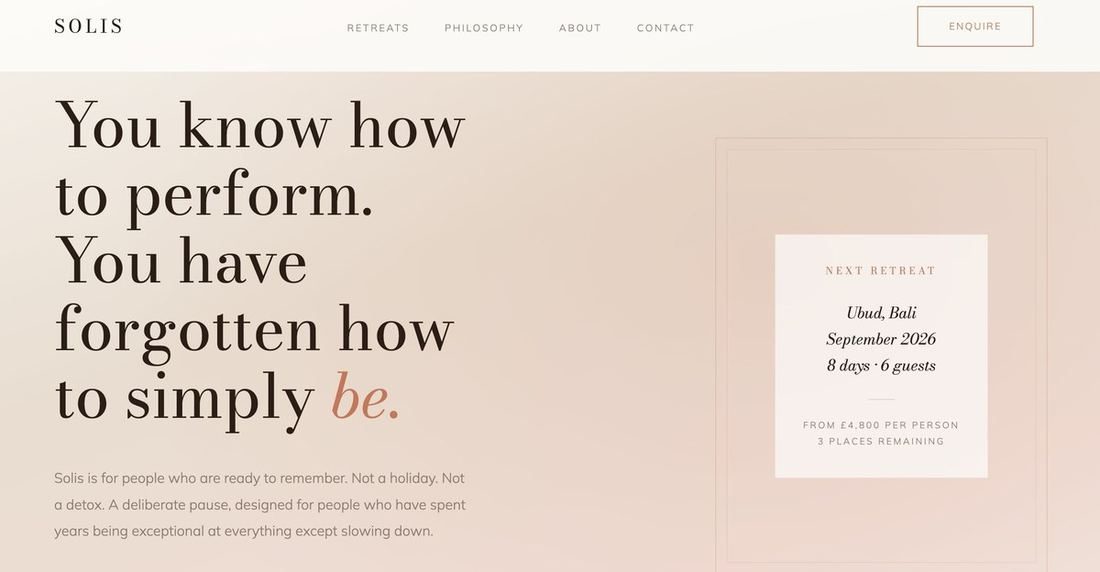 SOLIS
RETREATS
PHILOSOPHY
ABOUT
CONTACT
ENQUIRE
You know how
to perform.
You have
forgotten how
to simply be.
Solis is for people who are ready to remember. Not a holiday. Not
a detox. A deliberate pause, designed for people who have spent
years being exceptional at everything except slowing down.
NEXT RETREAT
Ubud, Bali
September 2026
8 days · 6 guests
FROM £4,800 PER PERSON
3 PLACES REMAINING